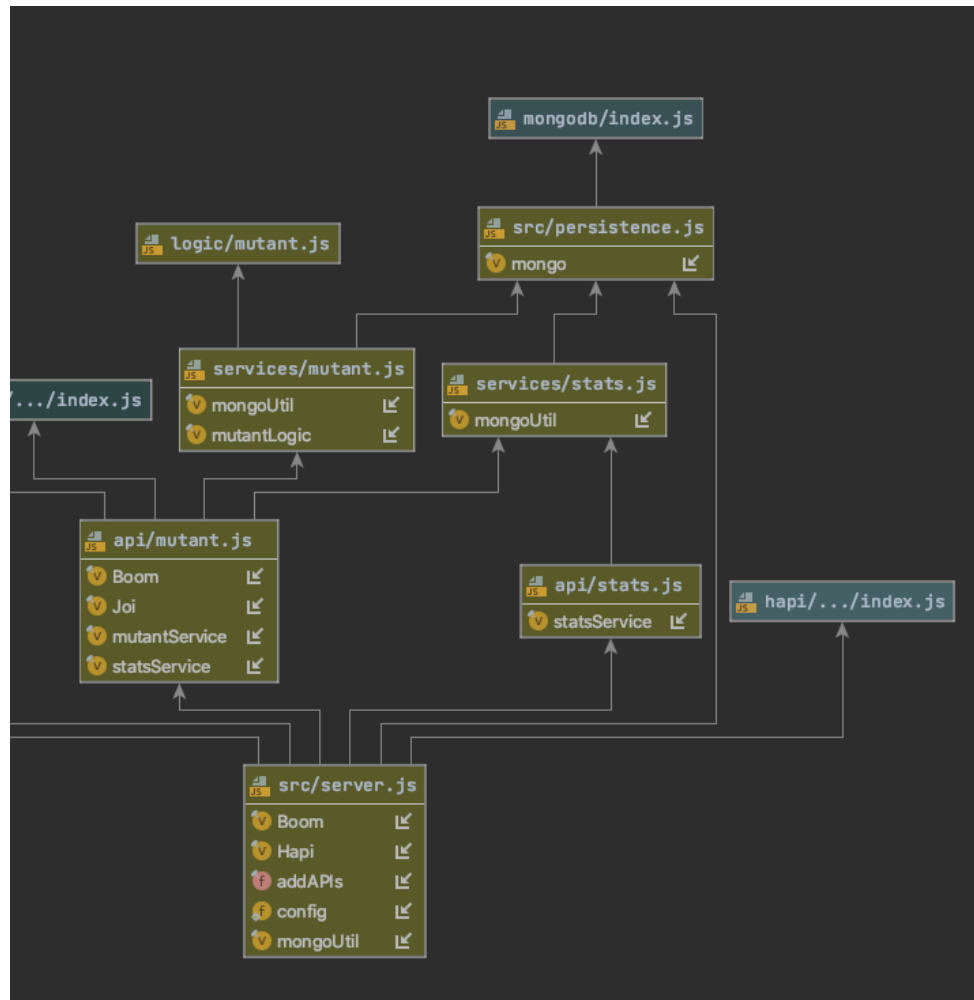 mongodb/index.js
src/persistence.js
mongo
logic/mutant.js
services/mutant.js
mongoUtil
mutantLogic
services/stats.js
mongoUtil
/.../index.js
api/mutant.js
Boom
Joi
mutantService
statsService
api/stats.js
statsService
hapi/.../index.js
src/server.js
Boom
Hapi
addAPIs
config
mongoUtil